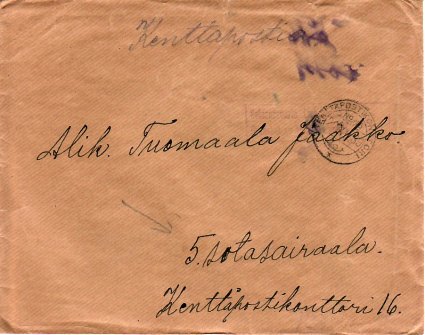 Kenttäposti
Alik. Tuomaala Jaakko.
5. sotasairaala.
Kenttäpostikonttori 16.